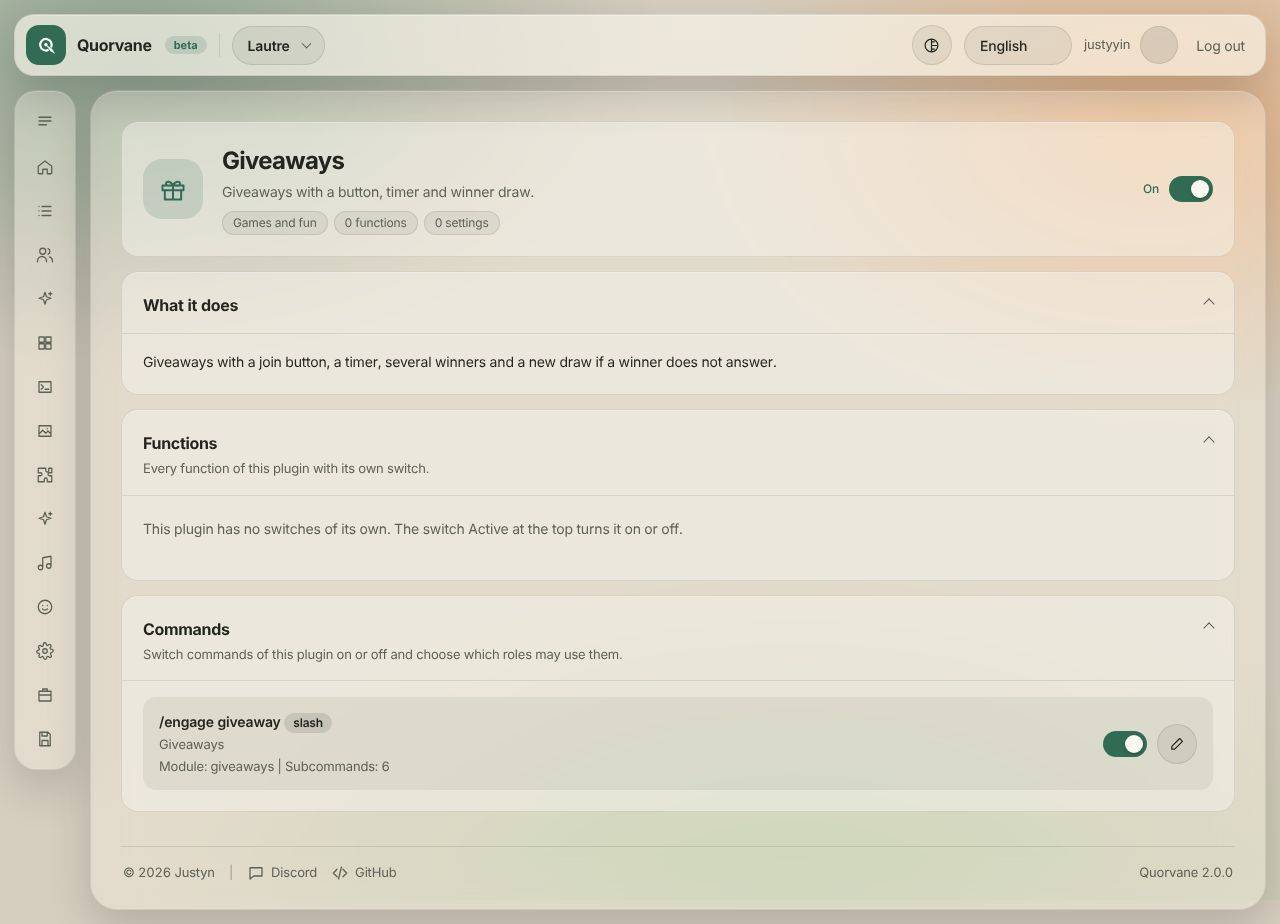 Quorvane beta Lautre English justyyin Log out
Giveaways
Giveaways with a button, timer and winner draw.
Games and fun 0 functions 0 settings
On
What it does
Giveaways with a join button, a timer, several winners and a new draw if a winner does not answer.
Functions
Every function of this plugin with its own switch.
This plugin has no switches of its own. The switch Active at the top turns it on or off.
Commands
Switch commands of this plugin on or off and choose which roles may use them.
/engage giveaway slash
Giveaways
Module: giveaways | Subcommands: 6
© 2026 Justyn | Discord GitHub Quorvane 2.0.0